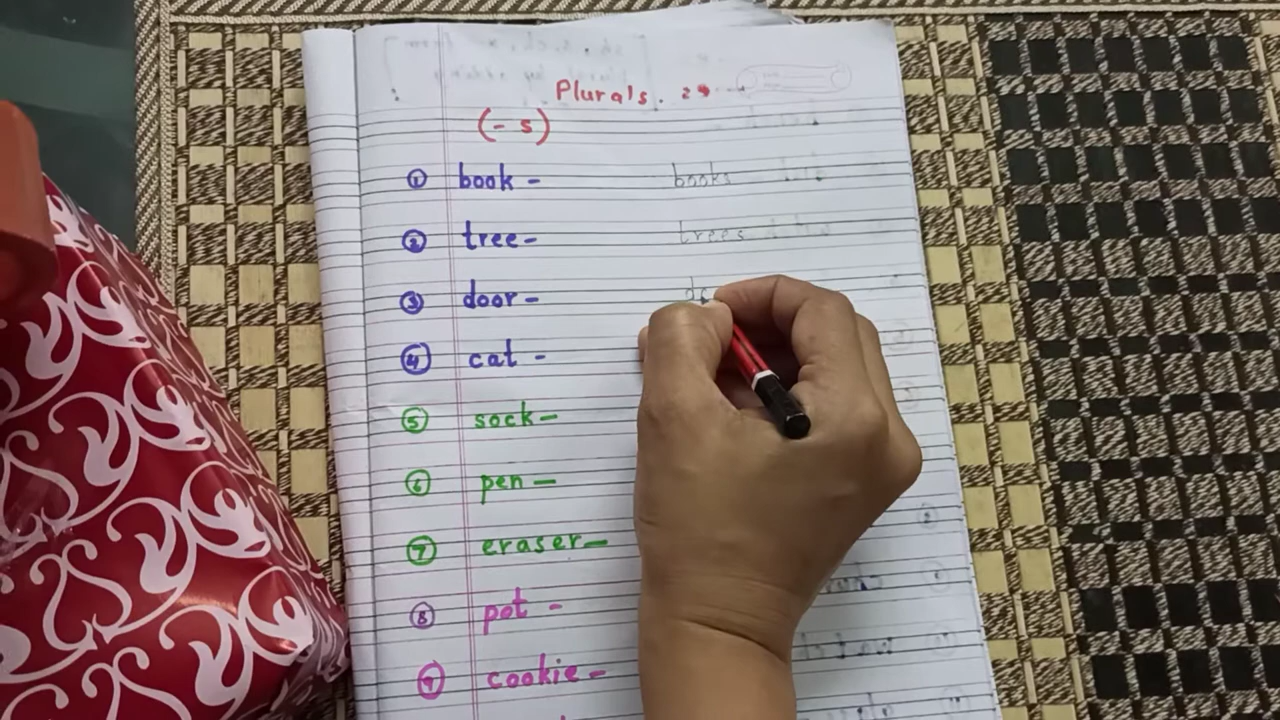 Plurals.
(- s)
① book - books
② tree - trees
③ door - do
④ cat -
⑤ sock -
⑥ pen -
⑦ eraser -
⑧ pot -
⑨ cookie -